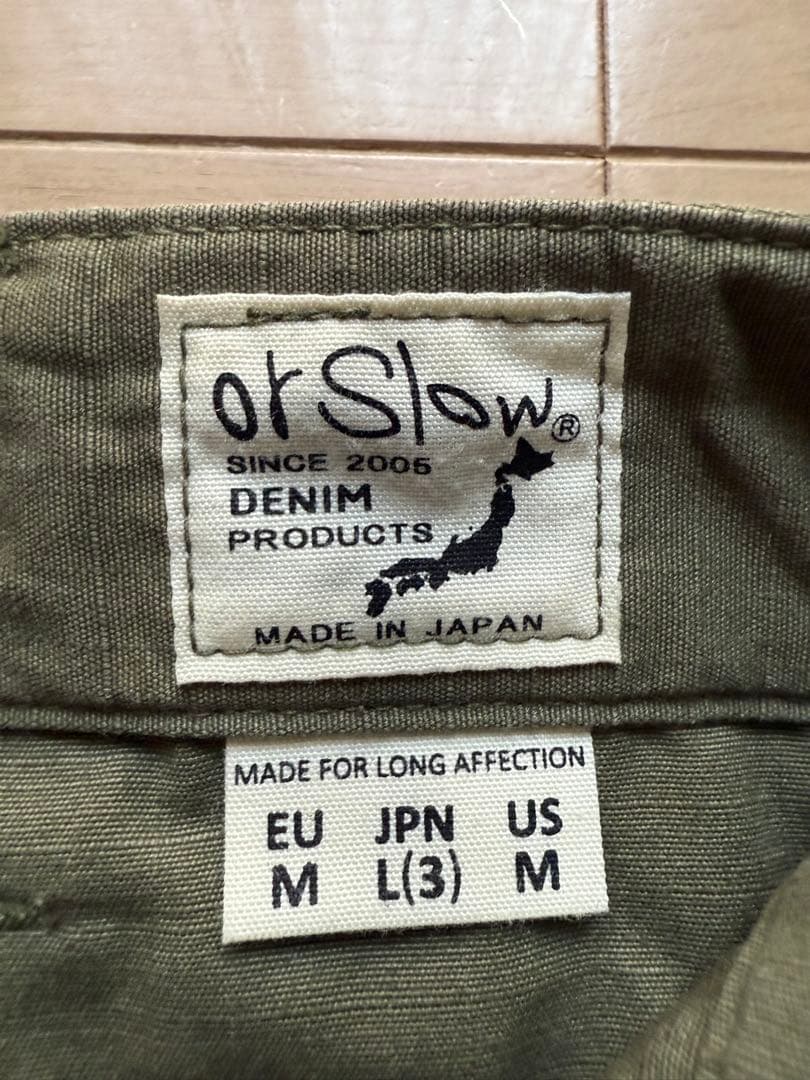 orSlow®
SINCE 2005
DENIM
PRODUCTS
MADE IN JAPAN
MADE FOR LONG AFFECTION
EU JPN US
M L(3) M